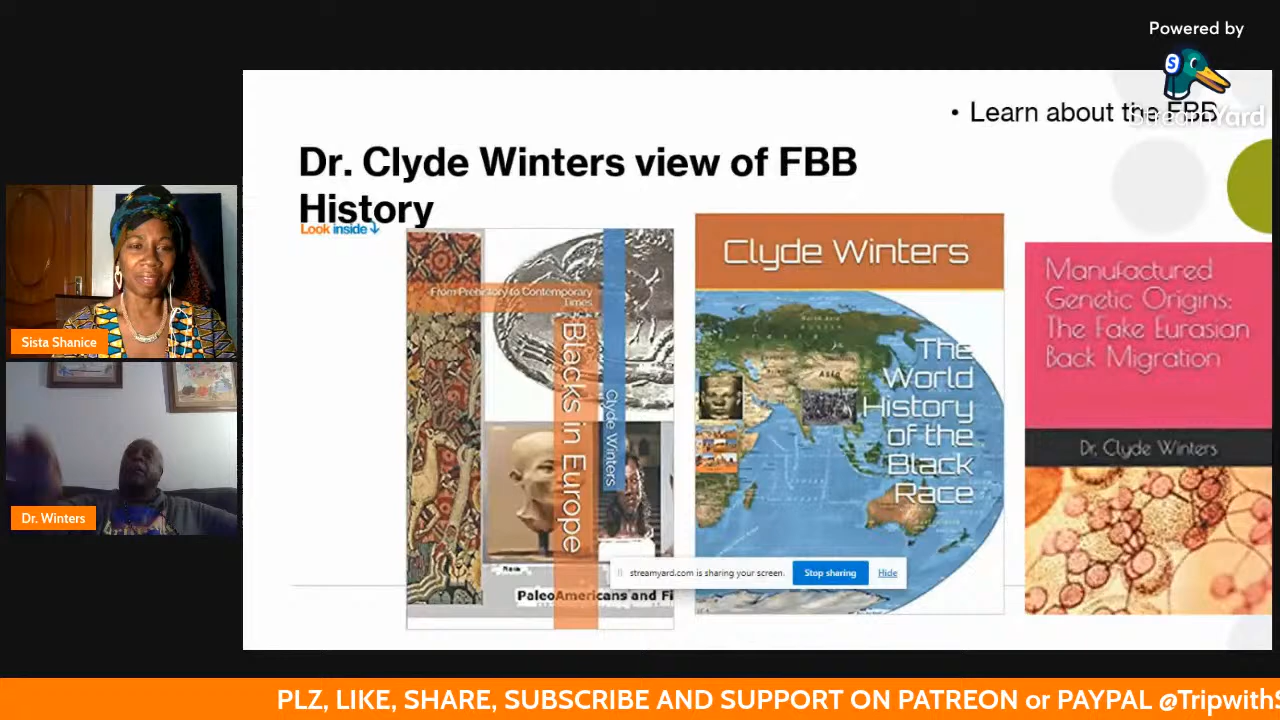 Powered by
StreamYard
• Learn about the FBB
Dr. Clyde Winters view of FBB
History
Look inside↓
From Prehistory to Contemporary
Times
Blacks in Europe
Clyde Winters
PaleoAmericans and Fi
Clyde Winters
Asia
The
World
History
of the
Black
Race
Manufactured
Genetic Origins:
The Fake Eurasian
Back Migration
Dr. Clyde Winters
streamyard.com is sharing your screen.
Stop sharing
Hide
Sista Shanice
Dr. Winters
PLZ, LIKE, SHARE, SUBSCRIBE AND SUPPORT ON PATREON or PAYPAL @TripwithS